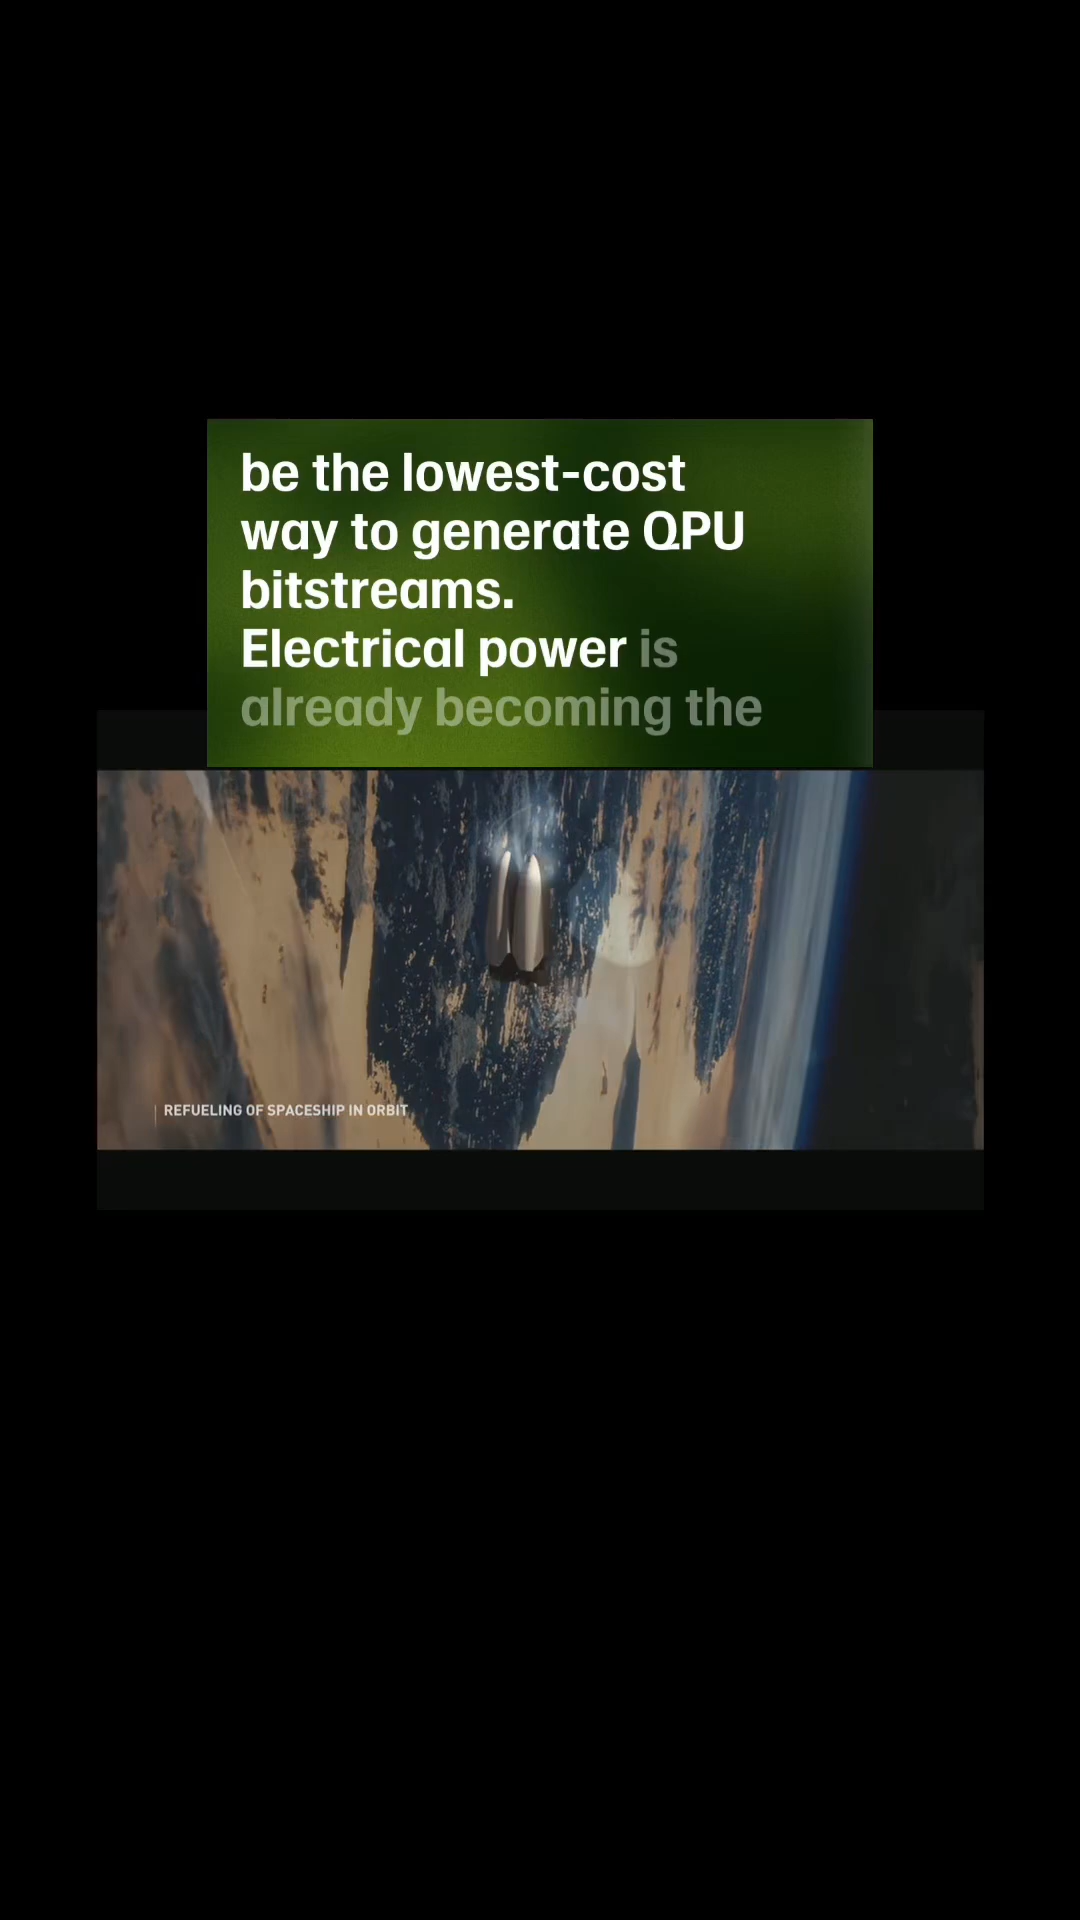 be the lowest-cost
way to generate QPU
bitstreams.
Electrical power is
already becoming the
REFUELING OF SPACESHIP IN ORBIT